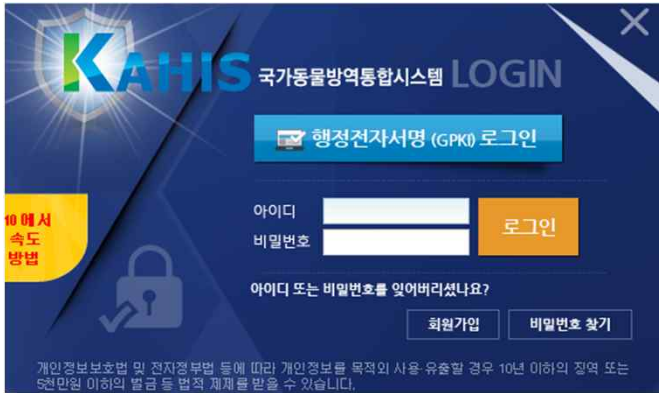 KAHIS 국가동물방역통합시스템 LOGIN
행정전자서명 (GPKI) 로그인
10에서
속도
방법
아이디
비밀번호
로그인
아이디 또는 비밀번호를 잊어버리셨나요?
회원가입 비밀번호 찾기
개인정보보호법 및 전자정부법 등에 따라 개인정보를 목적외 사용·유출할 경우 10년 이하의 징역 또는
5천만원 이하의 벌금 등 법적 제제를 받을 수 있습니다.